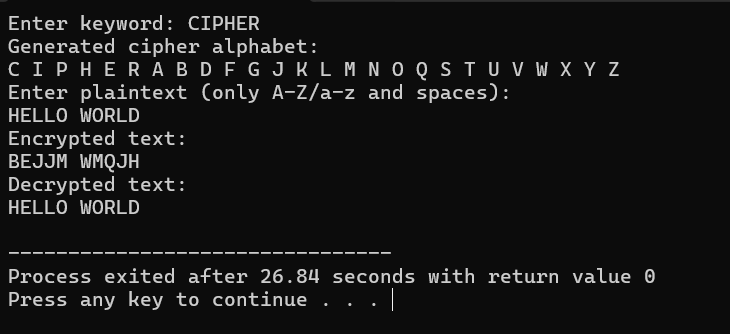 Enter keyword: CIPHER
Generated cipher alphabet:
C I P H E R A B D F G J K L M N O Q S T U V W X Y Z
Enter plaintext (only A-Z/a-z and spaces):
HELLO WORLD
Encrypted text:
BEJJM WMQJH
Decrypted text:
HELLO WORLD
--------------------------------
Process exited after 26.84 seconds with return value 0
Press any key to continue . . .